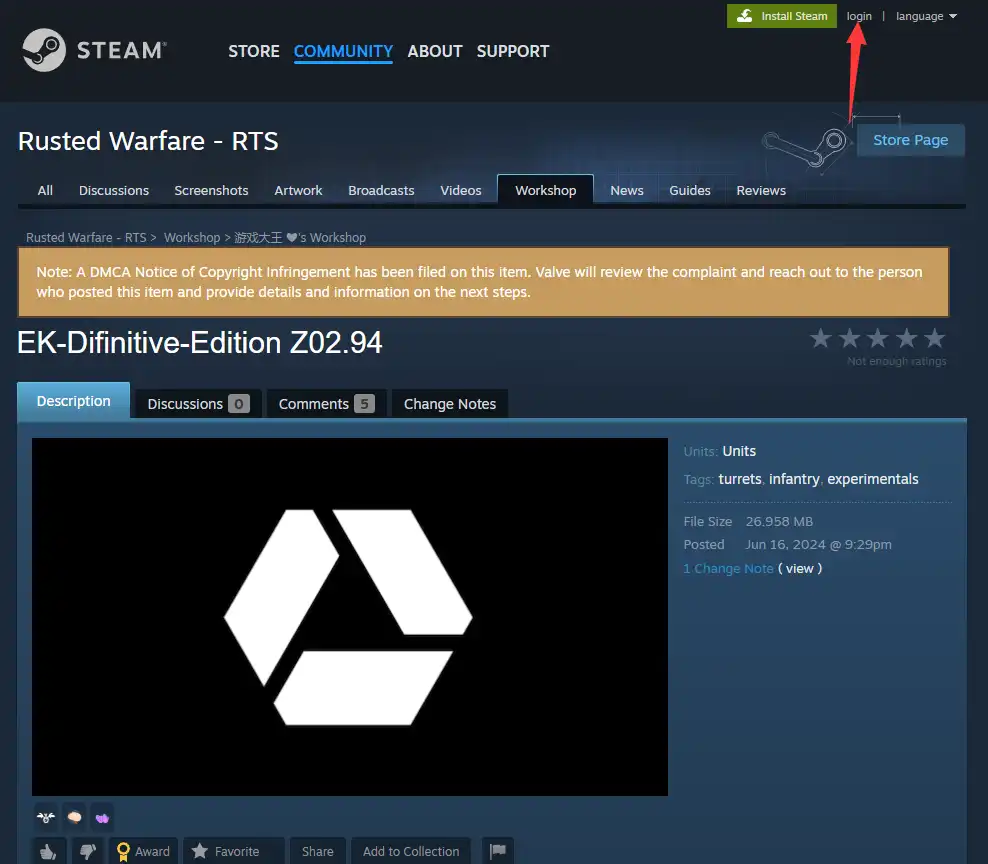 Install Steam login | language
STEAM®
STORE COMMUNITY ABOUT SUPPORT
Rusted Warfare - RTS
Store Page
All Discussions Screenshots Artwork Broadcasts Videos Workshop News Guides Reviews
Rusted Warfare - RTS > Workshop > 游戏大王 ❤'s Workshop
Note: A DMCA Notice of Copyright Infringement has been filed on this item. Valve will review the complaint and reach out to the person
who posted this item and provide details and information on the next steps.
EK-Difinitive-Edition Z02.94
Not enough ratings
Description Discussions 0 Comments 5 Change Notes
Units: Units
Tags: turrets, infantry, experimentals
File Size 26.958 MB
Posted Jun 16, 2024 @ 9:29pm
1 Change Note ( view )
Award Favorite Share Add to Collection